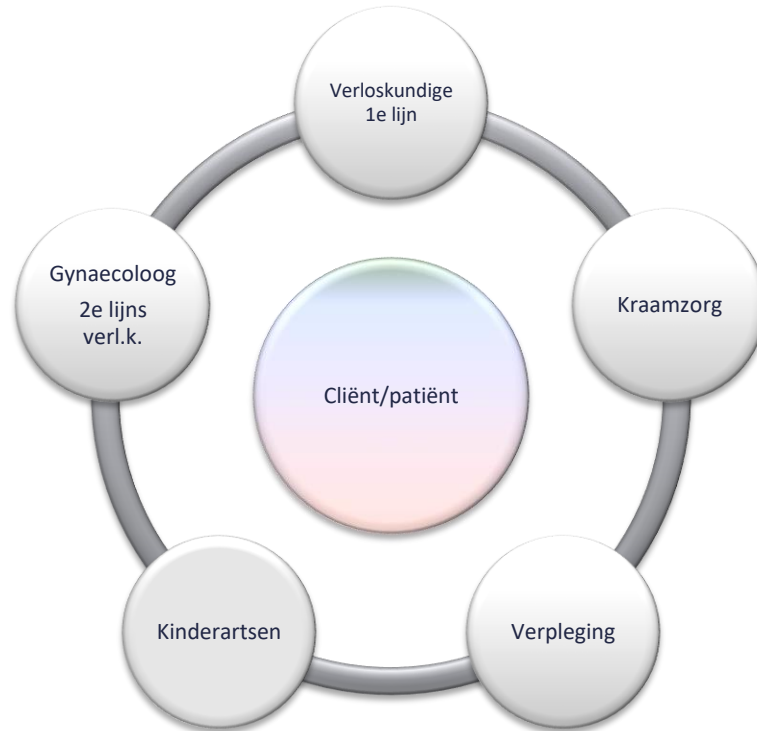 Verloskundige
1e lijn
Gynaecoloog
2e lijns
verl.k.
Kraamzorg
Cliënt/patiënt
Kinderartsen
Verpleging